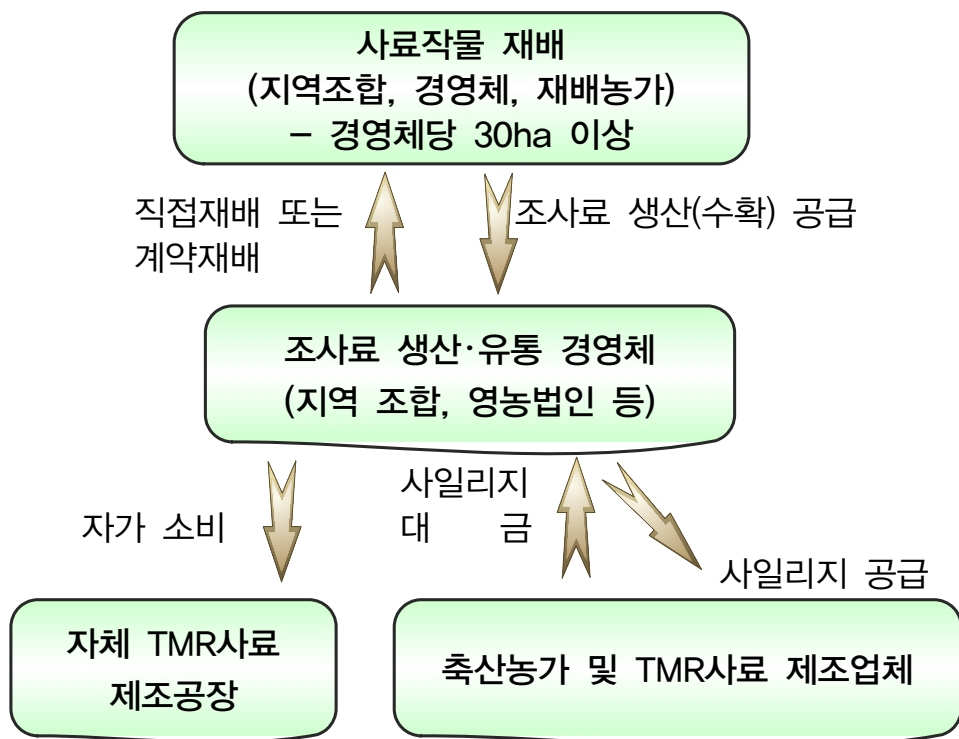 사료작물 재배
(지역조합, 경영체, 재배농가)
- 경영체당 30ha 이상
직접재배 또는
계약재배
조사료 생산(수확) 공급
조사료 생산·유통 경영체
(지역 조합, 영농법인 등)
자가 소비
사일리지
대 금
사일리지 공급
자체 TMR사료
제조공장
축산농가 및 TMR사료 제조업체